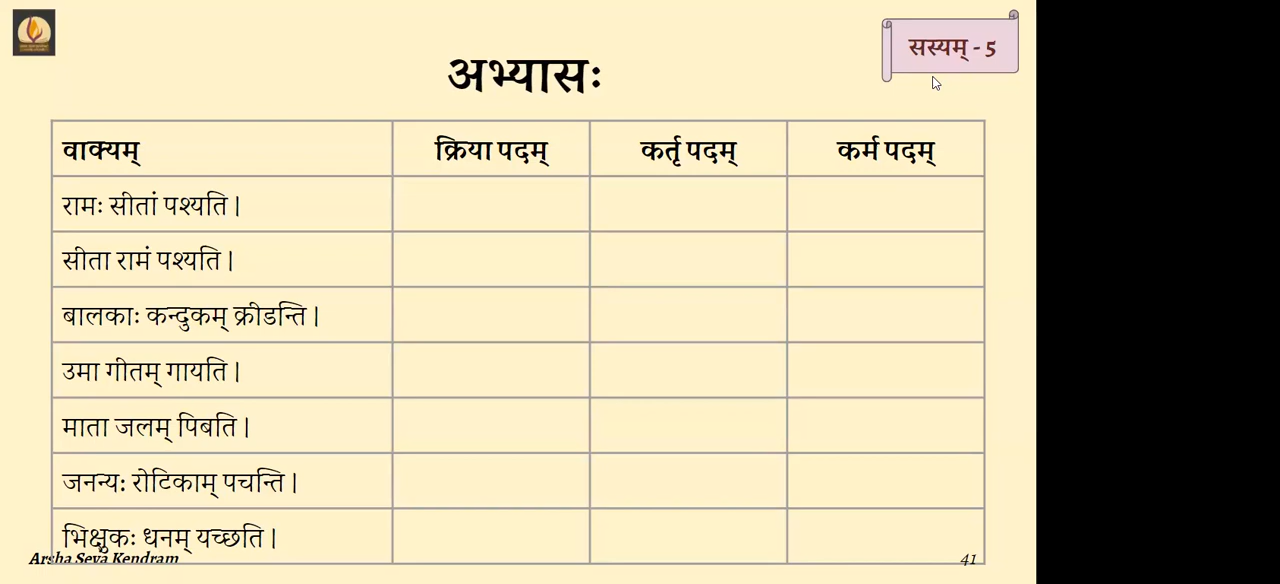 सस्यम् - 5
अभ्यासः
वाक्यम् क्रिया पदम् कर्तृ पदम् कर्म पदम्
रामः सीतां पश्यति |
सीता रामं पश्यति |
बालकाः कन्दुकम् क्रीडन्ति |
उमा गीतम् गायति |
माता जलम् पिबति |
जनन्यः रोटिकाम् पचन्ति |
भिक्षुकः धनम् यच्छति |
Arsha Seva Kendram 41